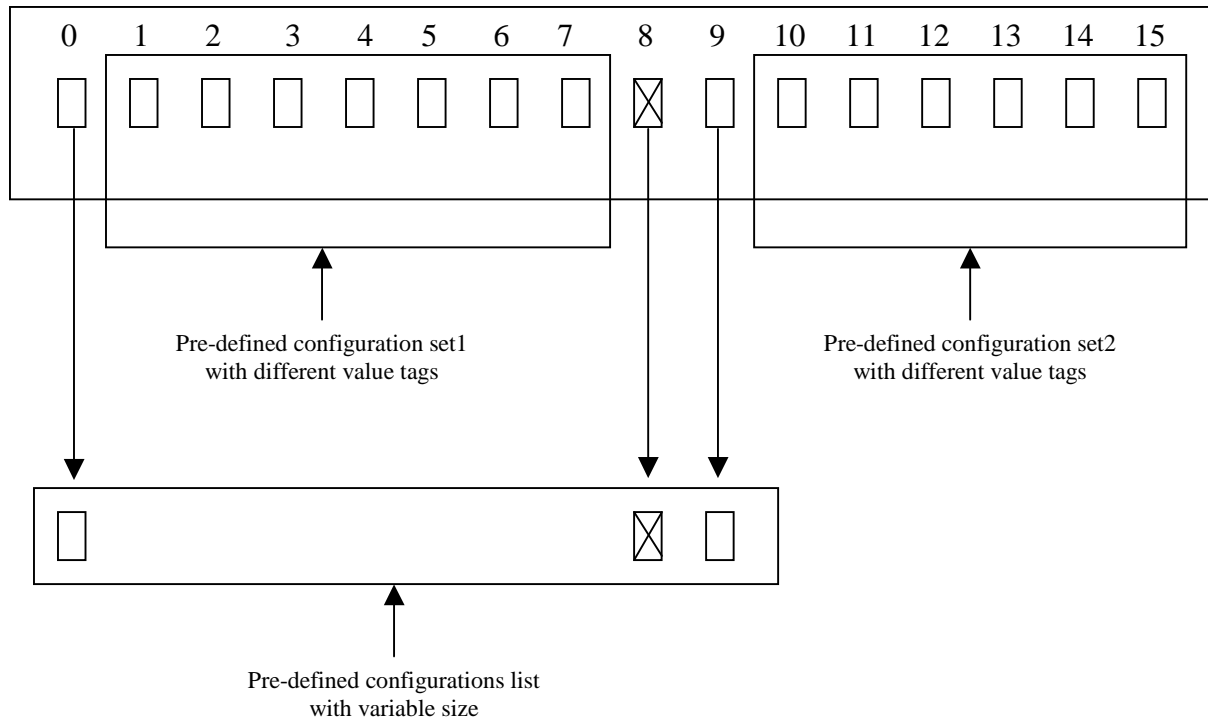 0 1 2 3 4 5 6 7 8 9 10 11 12 13 14 15
Pre-defined configuration set1
with different value tags
Pre-defined configuration set2
with different value tags
Pre-defined configurations list
with variable size